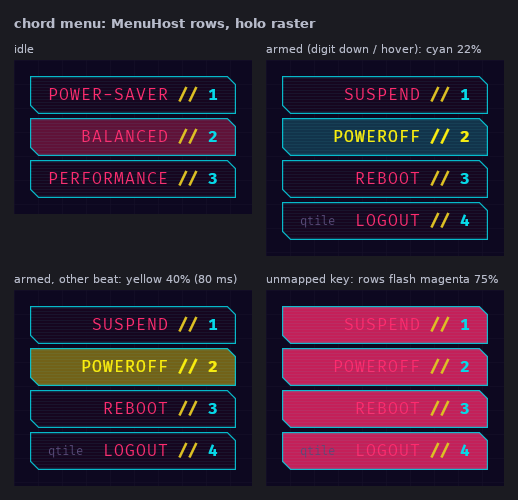 chord menu: MenuHost rows, holo raster
idle
POWER-SAVER // 1
BALANCED // 2
PERFORMANCE // 3
armed (digit down / hover): cyan 22%
SUSPEND // 1
POWEROFF // 2
REBOOT // 3
qtile LOGOUT // 4
armed, other beat: yellow 40% (80 ms)
SUSPEND // 1
POWEROFF // 2
REBOOT // 3
qtile LOGOUT // 4
unmapped key: rows flash magenta 75%
SUSPEND // 1
POWEROFF // 2
REBOOT // 3
LOGOUT // 4